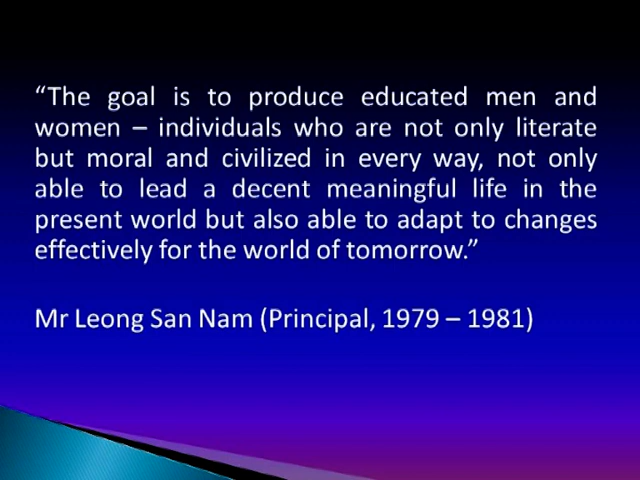 “The goal is to produce educated men and
women – individuals who are not only literate
but moral and civilized in every way, not only
able to lead a decent meaningful life in the
present world but also able to adapt to changes
effectively for the world of tomorrow.”
Mr Leong San Nam (Principal, 1979 – 1981)